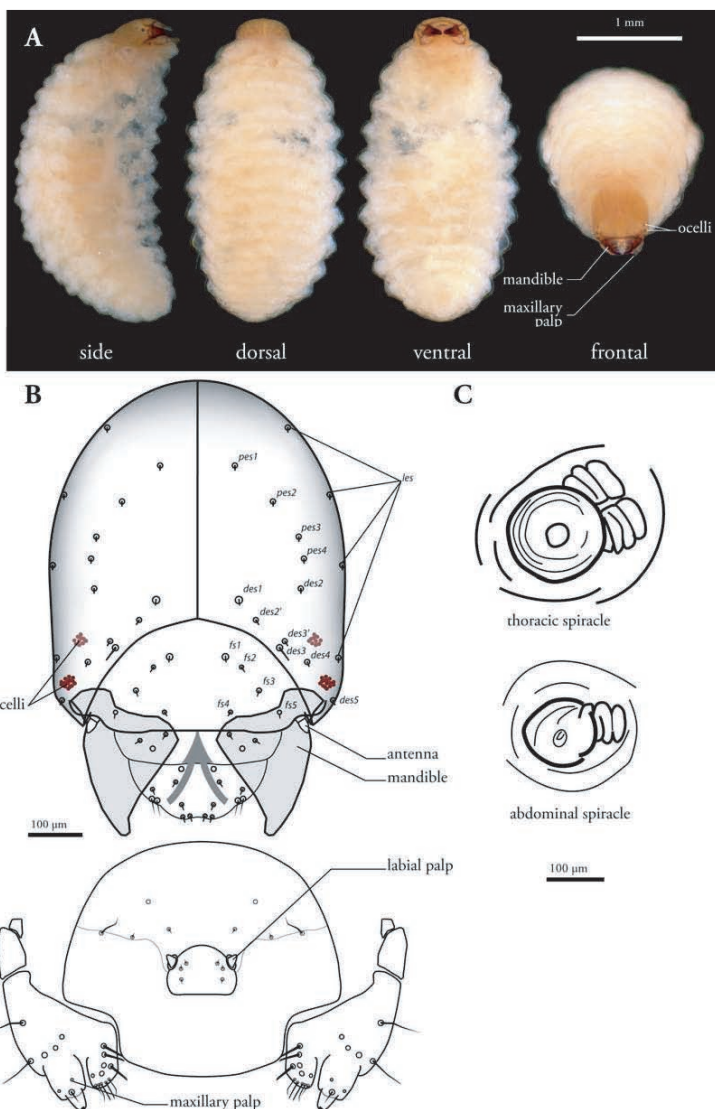 A
1 mm
ocelli
mandible
maxillary
palp
side
dorsal
ventral
frontal
B
C
les
pes1
pes2
pes3
pes4
des1
des2
des2'
des3'
des3
des4
fs1
fs2
fs3
fs4
fs5
des5
celli
antenna
mandible
100 µm
thoracic spiracle
abdominal spiracle
100 µm
labial palp
maxillary palp